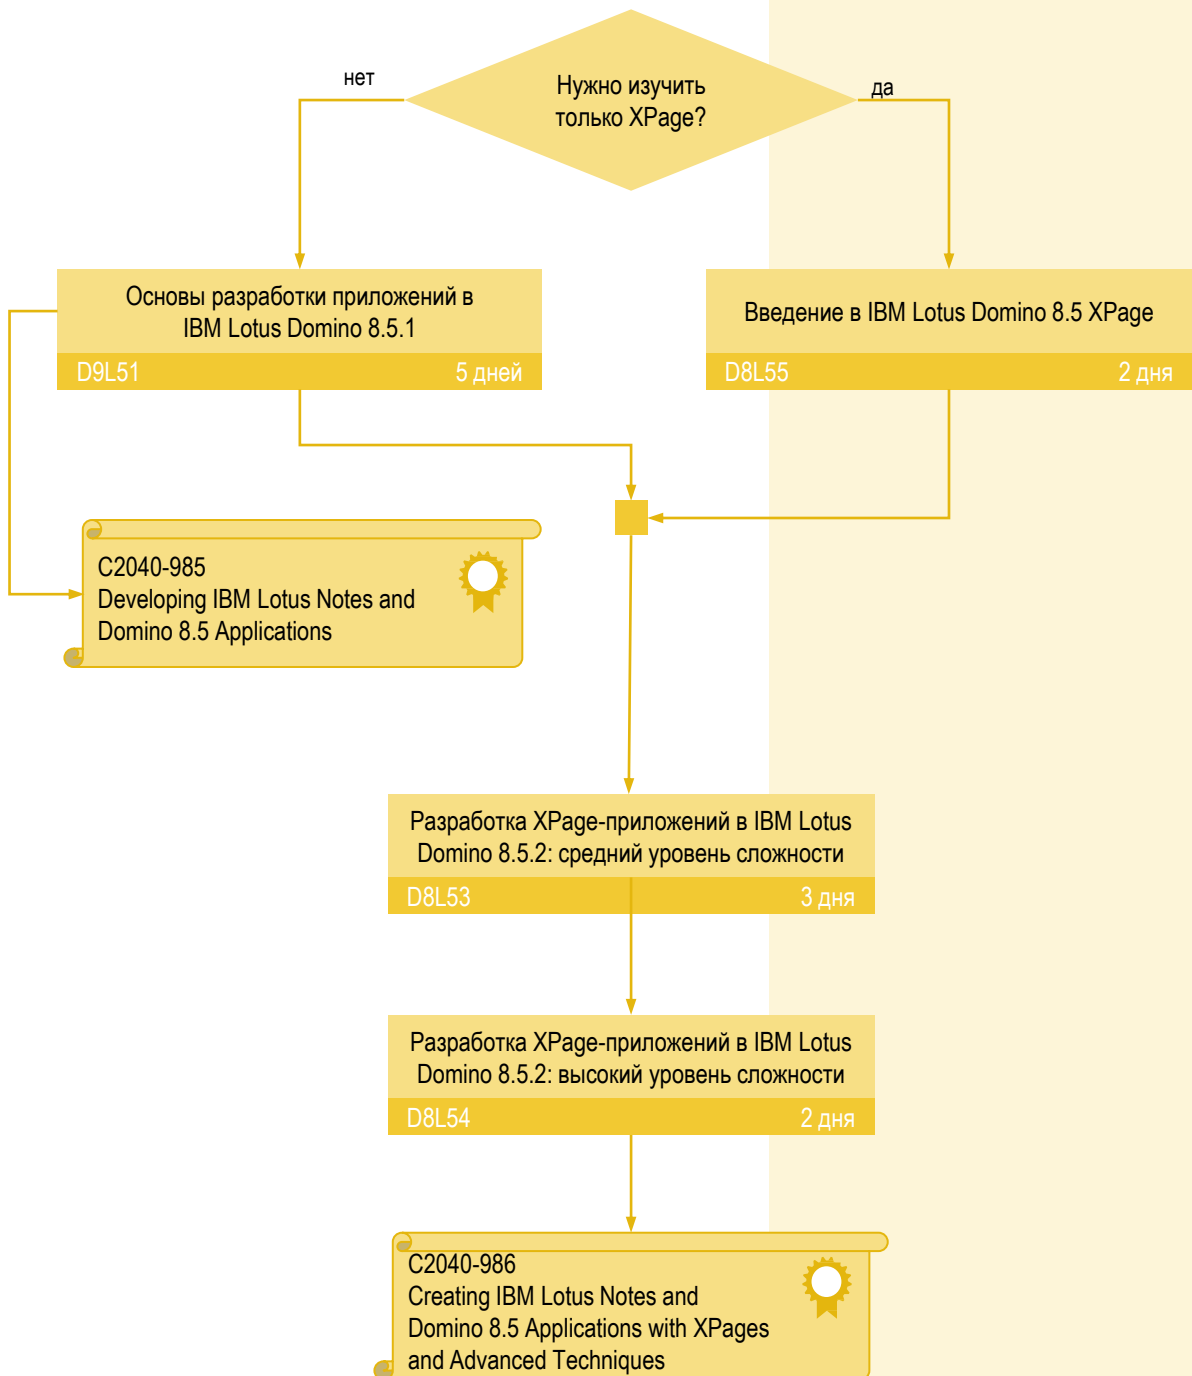 Нужно изучить
только XPage?
нет
да
Основы разработки приложений в
IBM Lotus Domino 8.5.1
D9L51
5 дней
Введение в IBM Lotus Domino 8.5 XPage
D8L55
2 дня
C2040-985
Developing IBM Lotus Notes and
Domino 8.5 Applications
Разработка XPage-приложений в IBM Lotus
Domino 8.5.2: средний уровень сложности
D8L53
3 дня
Разработка XPage-приложений в IBM Lotus
Domino 8.5.2: высокий уровень сложности
D8L54
2 дня
C2040-986
Creating IBM Lotus Notes and
Domino 8.5 Applications with XPages
and Advanced Techniques